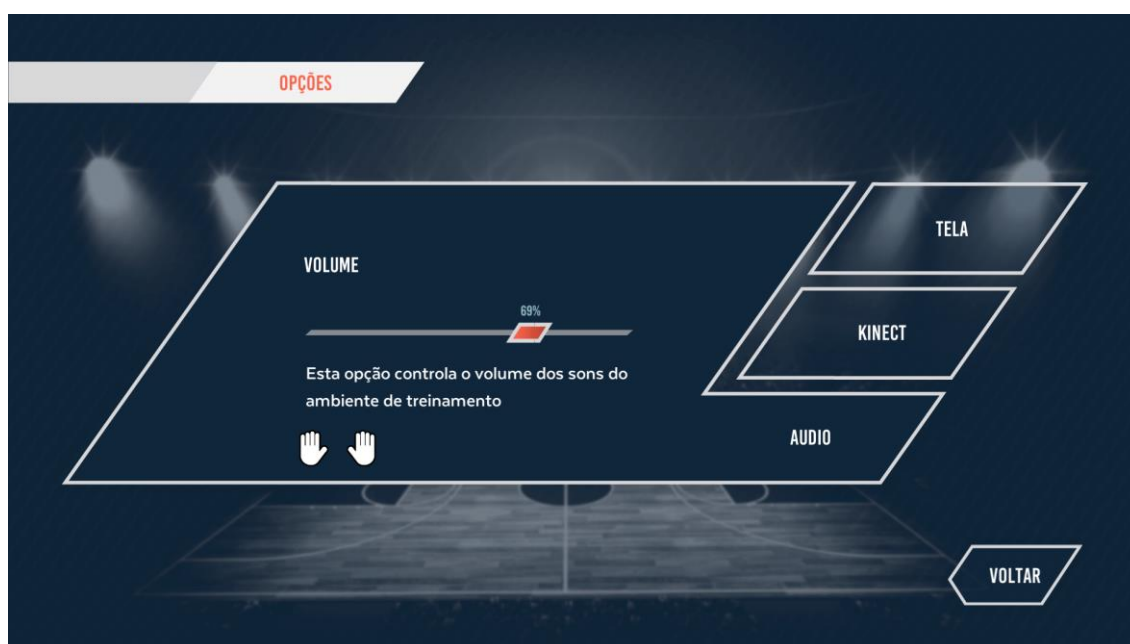 OPÇÕES
TELA
VOLUME
69%
KINECT
Esta opção controla o volume dos sons do
ambiente de treinamento
AUDIO
VOLTAR